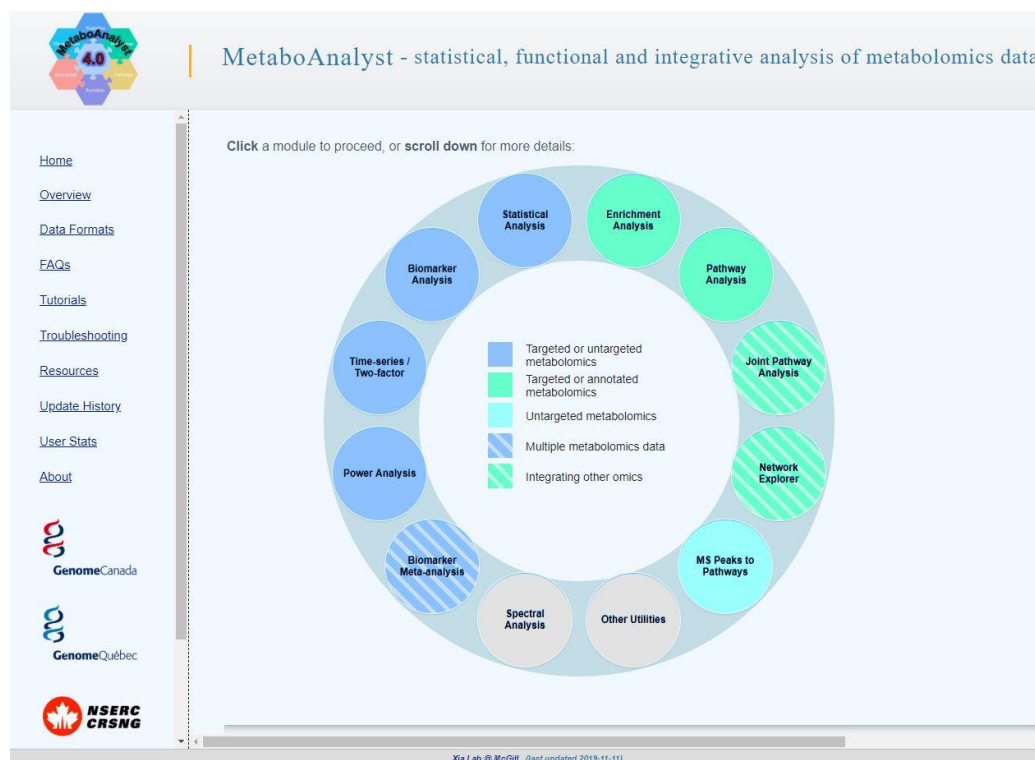 MetaboAnalyst
4.0
MetaboAnalyst - statistical, functional and integrative analysis of metabolomics data
Home
Overview
Data Formats
FAQs
Tutorials
Troubleshooting
Resources
Update History
User Stats
About
GenomeCanada
GenomeQuébec
NSERC
CRSNG
Click a module to proceed, or scroll down for more details:
Statistical
Analysis
Enrichment
Analysis
Biomarker
Analysis
Pathway
Analysis
Time-series /
Two-factor
Joint Pathway
Analysis
Targeted or untargeted
metabolomics
Targeted or annotated
metabolomics
Untargeted metabolomics
Multiple metabolomics data
Integrating other omics
Power Analysis
Network
Explorer
Biomarker
Meta-analysis
MS Peaks to
Pathways
Spectral
Analysis
Other Utilities
Xia Lab @ McGill (last updated 2019-11-11)